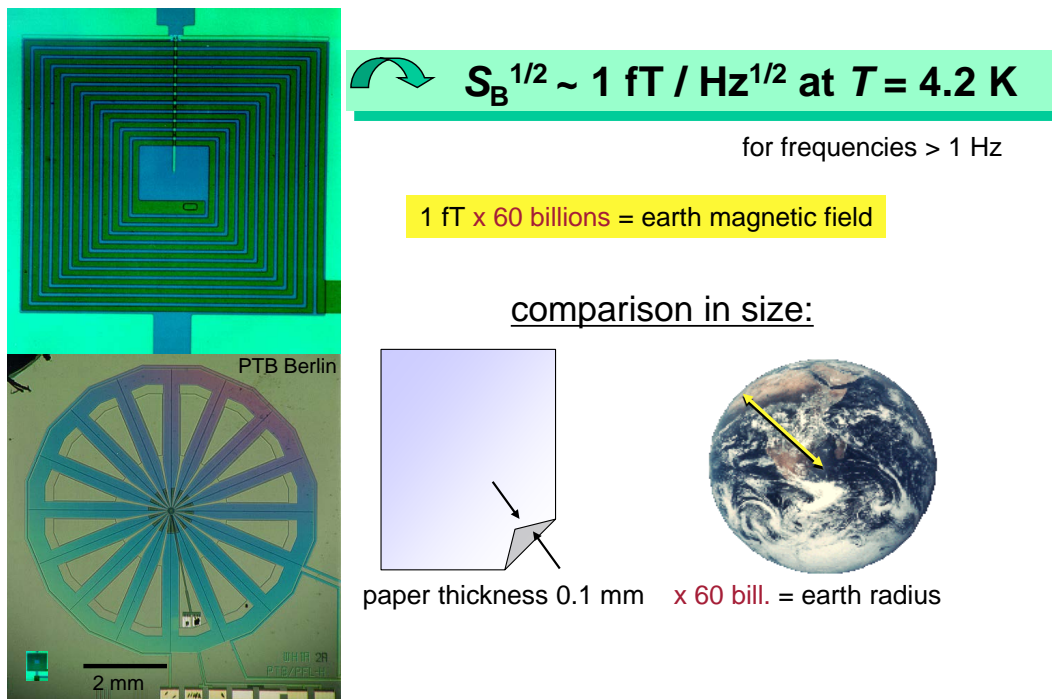 S_B^1/2 ~ 1 fT / Hz^1/2 at T = 4.2 K
for frequencies > 1 Hz
1 fT x 60 billions = earth magnetic field
comparison in size:
PTB Berlin
2 mm
paper thickness 0.1 mm x 60 bill. = earth radius